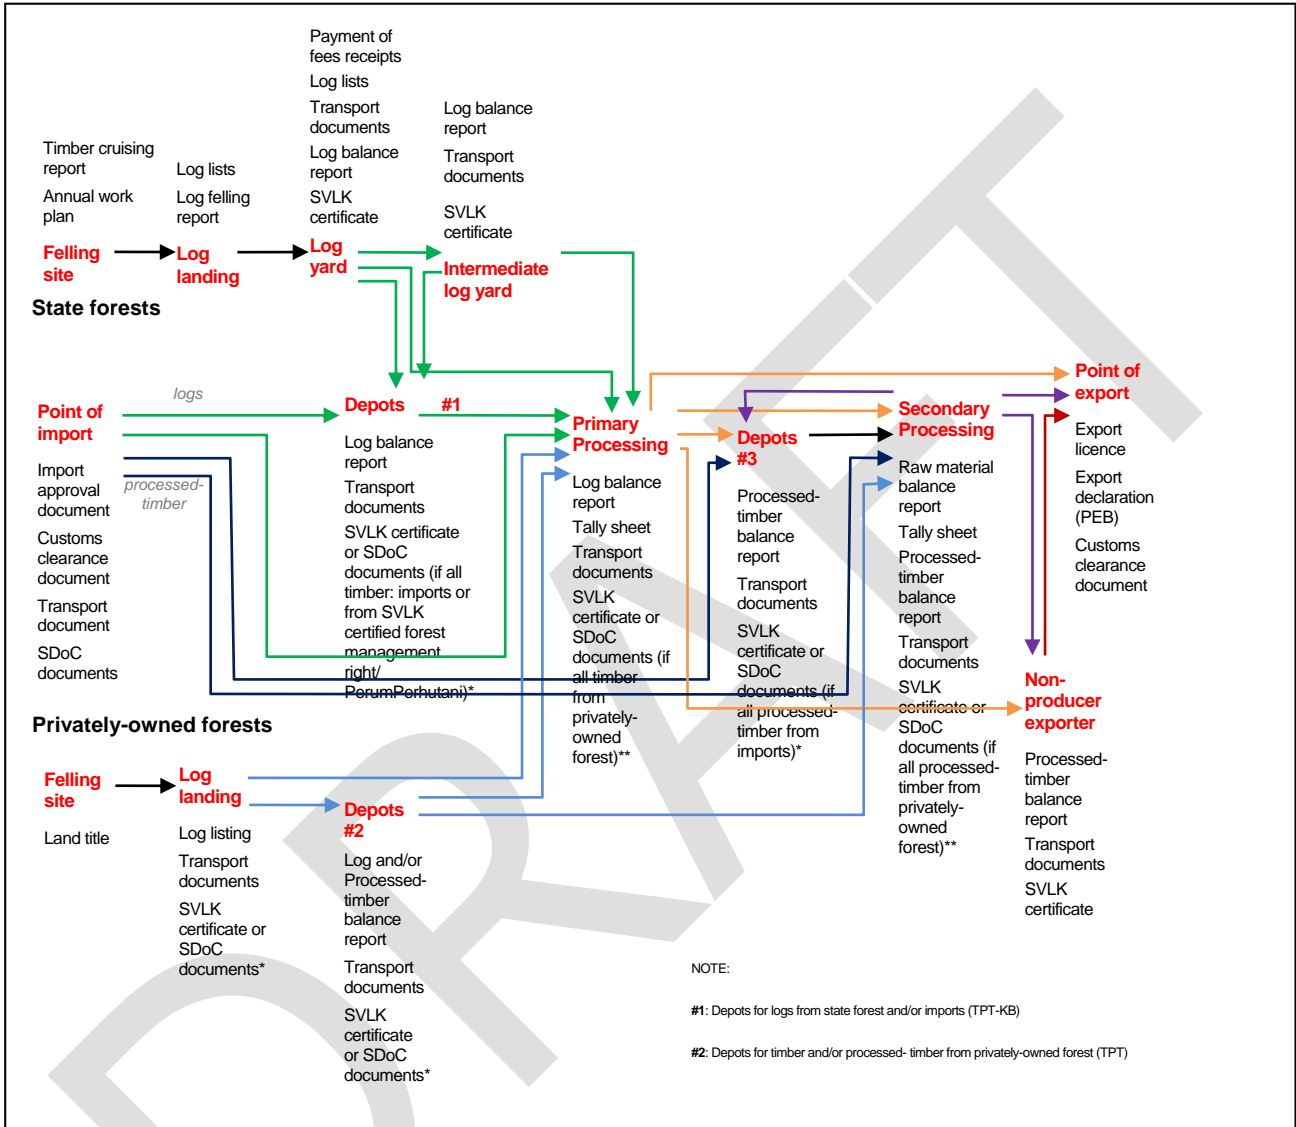 Payment of
fees receipts
Log lists
Transport
documents
Log balance
report
SVLK
certificate
Log balance
report
Transport
documents
SVLK
certificate
Timber cruising
report
Annual work
plan
Log lists
Log felling
report
Felling
site
Log
landing
Log
yard
Intermediate
log yard
State forests
logs
Point of
import
processed-
timber
Import
approval
document
Customs
clearance
document
Transport
document
SDoC
documents
Depots #1
Log balance
report
Transport
documents
SVLK certificate
or SDoC
documents (if all
timber: imports or
from SVLK
certified forest
management
right/
PerumPerhutani)*
Primary
Processing
Log balance
report
Tally sheet
Transport
documents
SVLK
certificate or
SDoC
documents (if
all timber
from
privately-
owned
forest)**
Depots
#3
Processed-
timber
balance
report
Transport
documents
SVLK
certificate or
SDoC
documents (if
all processed-
timber from
imports)*
Secondary
Processing
Raw material
balance
report
Tally sheet
Processed-
timber
balance
report
Transport
documents
SVLK
certificate or
SDoC
documents (if
all processed-
timber from
privately-
owned
forest)**
Point of
export
Export
licence
Export
declaration
(PEB)
Customs
clearance
document
Non-
producer
exporter
Processed-
timber
balance
report
Transport
documents
SVLK
certificate
Privately-owned forests
Felling
site
Land title
Log
landing
Log listing
Transport
documents
SVLK
certificate or
SDoC
documents*
Depots
#2
Log and/or
Processed-
timber
balance
report
Transport
documents
SVLK
certificate
or SDoC
documents*
NOTE:
#1: Depots for logs from state forest and/or imports (TPT-KB)
#2: Depots for timber and/or processed- timber from privately-owned forest (TPT)
DRAFT